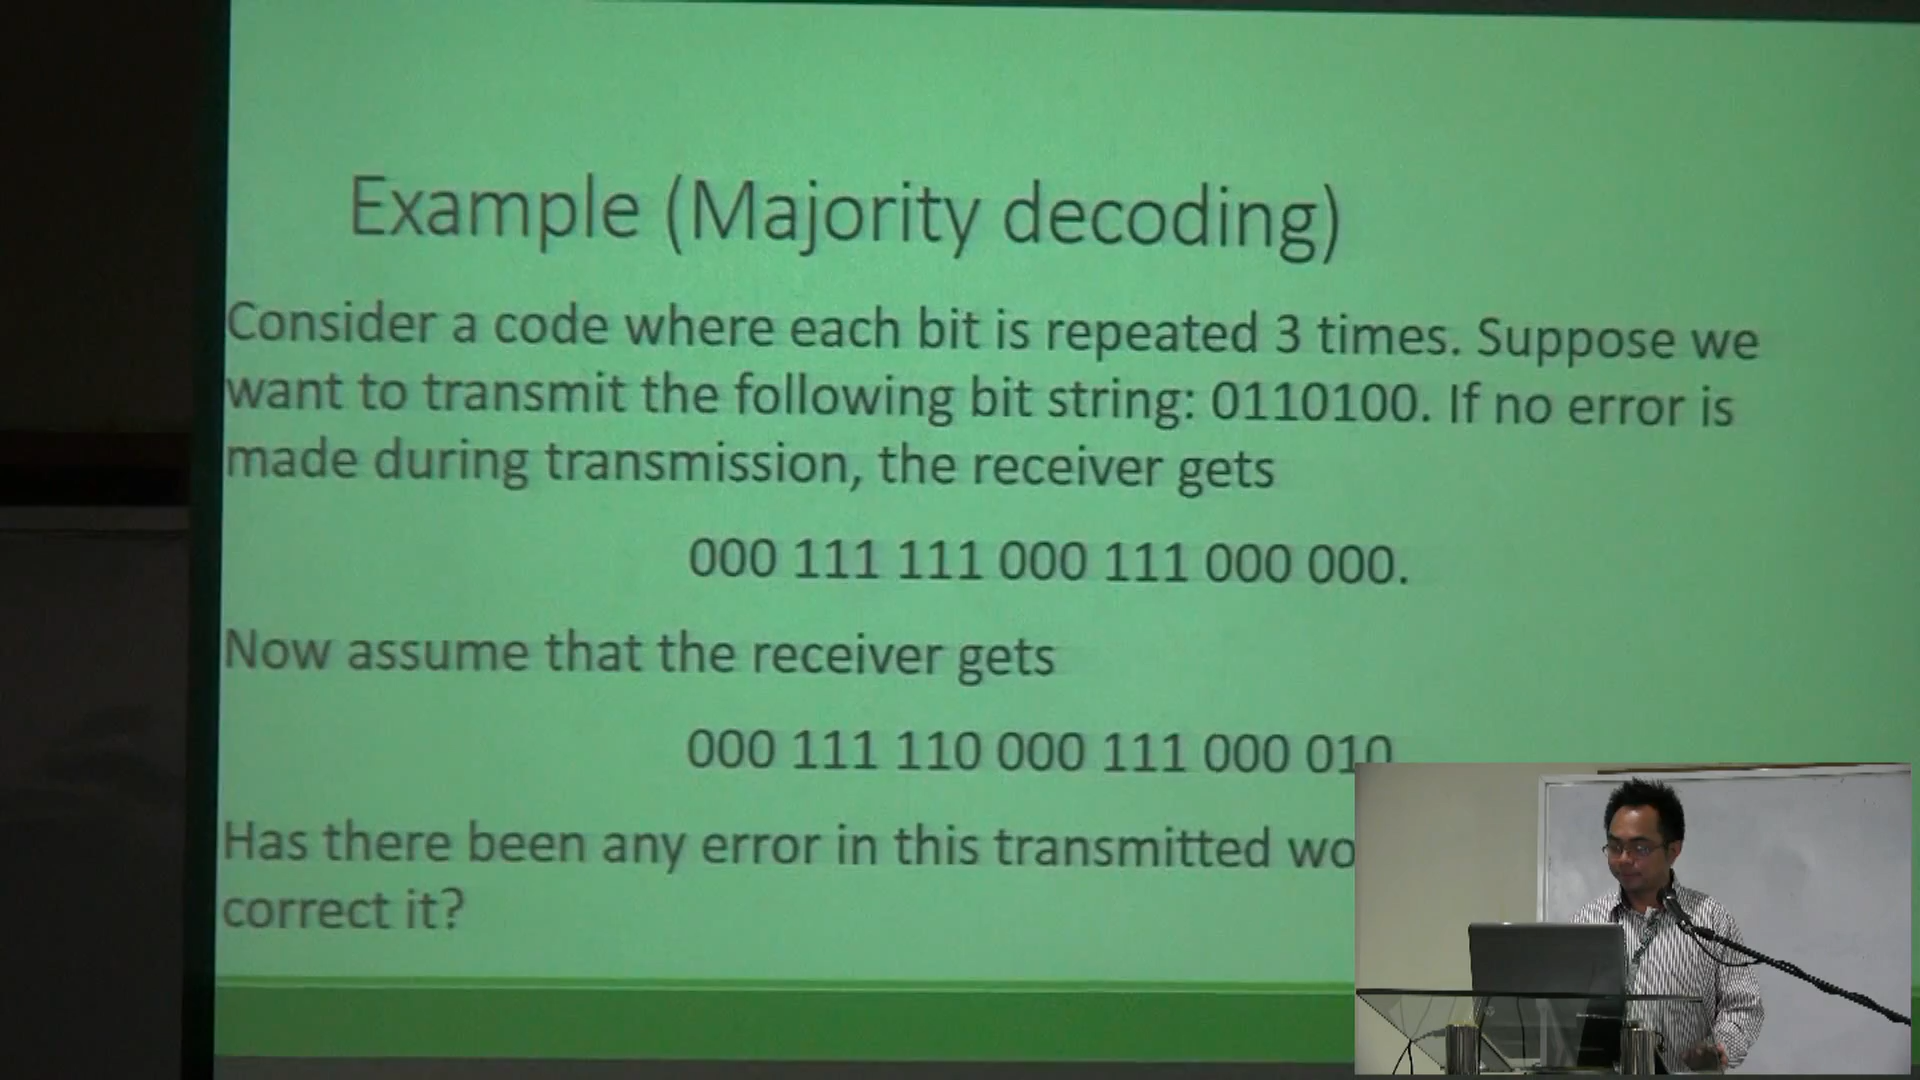 Example (Majority decoding)
Consider a code where each bit is repeated 3 times. Suppose we
want to transmit the following bit string: 0110100. If no error is
made during transmission, the receiver gets
000 111 111 000 111 000 000.
Now assume that the receiver gets
000 111 110 000 111 000 010
Has there been any error in this transmitted
correct it?